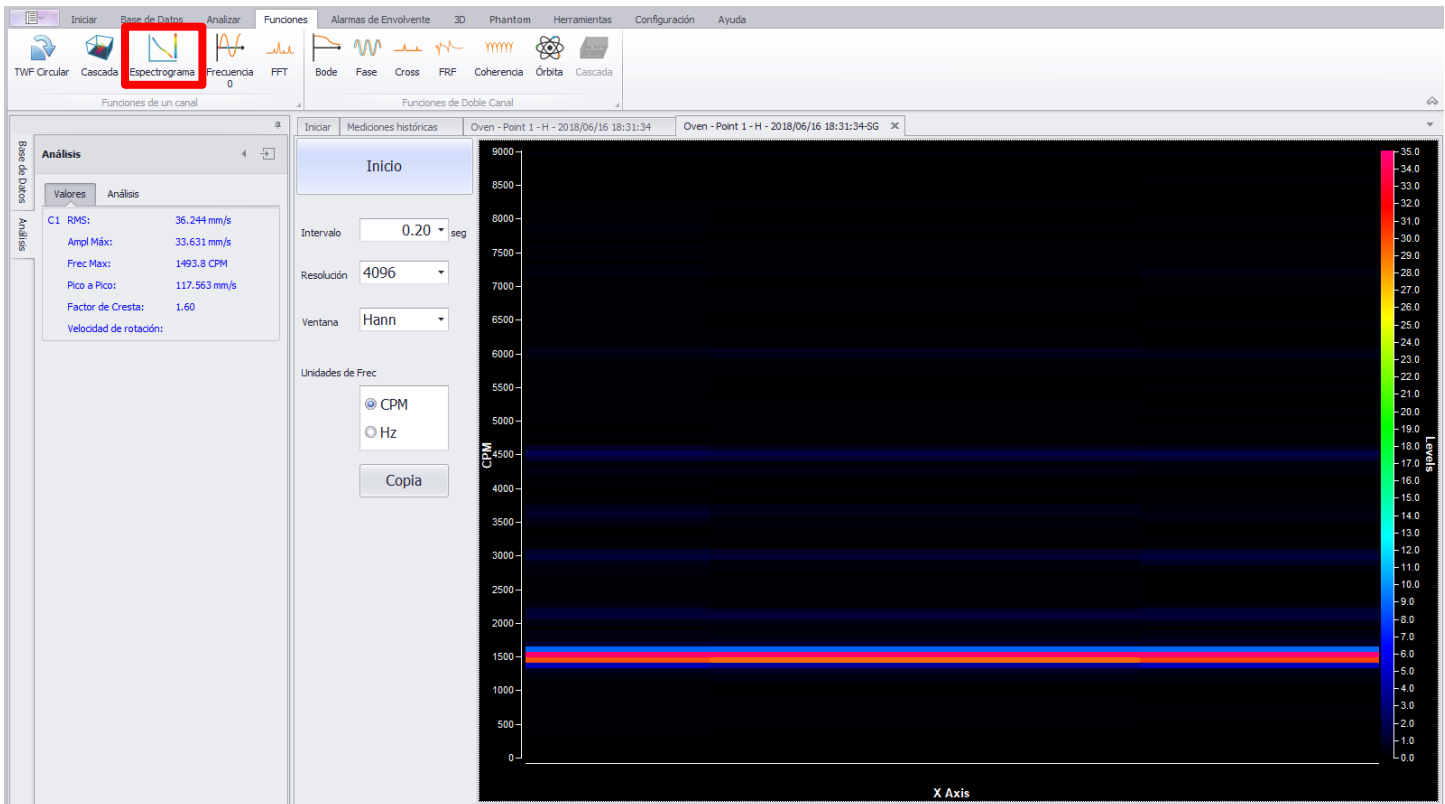 Iniciar Base de Datos Analizar Funciones Alarmas de Envolvente 3D Phantom Herramientas Configuración Ayuda
TWF Circular Cascada Espectrograma Frecuencia 0 FFT Bode Fase Cross FRF Coherencia Órbita Cascada
Funciones de un canal Funciones de Doble Canal
Iniciar Mediciones históricas Oven - Point 1 - H - 2018/06/16 18:31:34 Oven - Point 1 - H - 2018/06/16 18:31:34-SG
Base de Datos
Análisis
Análisis
Valores Análisis
C1 RMS: 36.244 mm/s
Ampl Máx: 33.631 mm/s
Frec Max: 1493.8 CPM
Pico a Pico: 117.563 mm/s
Factor de Cresta: 1.60
Velocidad de rotación:
Inicio
Intervalo 0.20 seg
Resolución 4096
Ventana Hann
Unidades de Frec
CPM
Hz
Copia
9000
8500
8000
7500
7000
6500
6000
5500
5000
4500
4000
3500
3000
2500
2000
1500
1000
500
0
CPM
X Axis
35.0
34.0
33.0
32.0
31.0
30.0
29.0
28.0
27.0
26.0
25.0
24.0
23.0
22.0
21.0
20.0
19.0
18.0
17.0
16.0
15.0
14.0
13.0
12.0
11.0
10.0
9.0
8.0
7.0
6.0
5.0
4.0
3.0
2.0
1.0
0.0
Levels